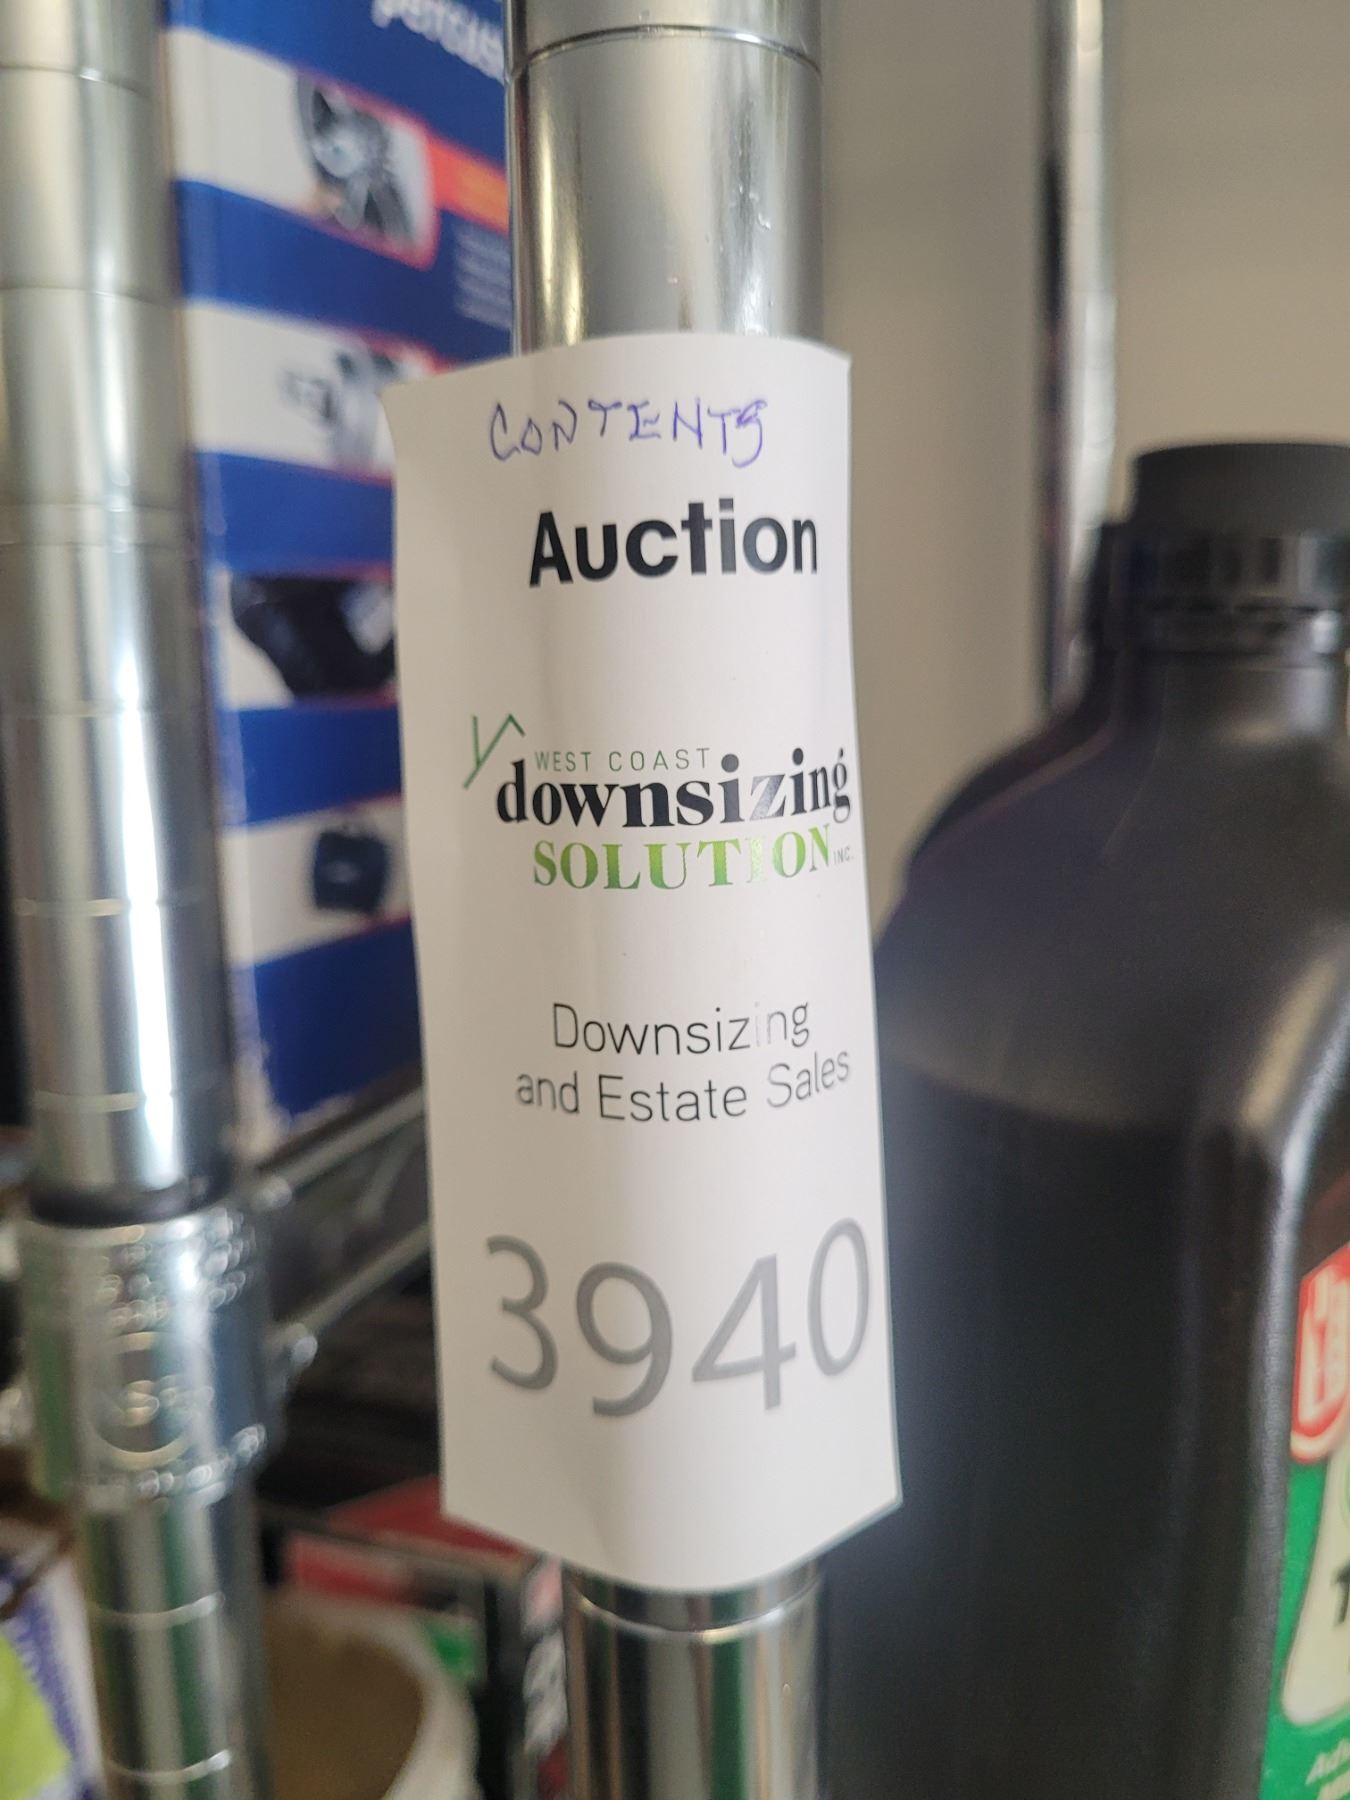 CONTENTS
Auction
WEST COAST
downsizing
SOLUTION INC.
Downsizing
and Estate Sales
3940